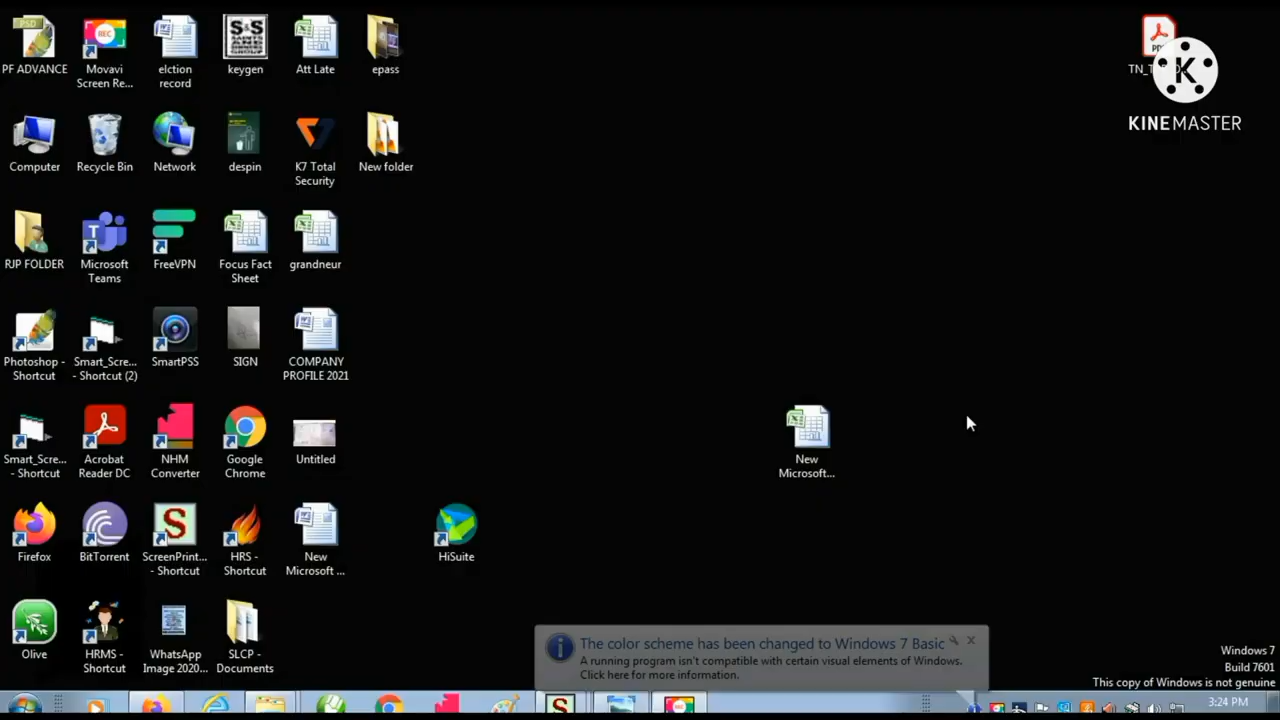 PF ADVANCE
Movavi
Screen Re...
elction
record
keygen
Att Late
epass
Computer
Recycle Bin
Network
despin
K7 Total
Security
New folder
RJP FOLDER
Microsoft
Teams
FreeVPN
Focus Fact
Sheet
grandneur
Photoshop -
Shortcut
Smart_Scre...
- Shortcut (2)
SmartPSS
SIGN
COMPANY
PROFILE 2021
Smart_Scre...
- Shortcut
Acrobat
Reader DC
NHM
Converter
Google
Chrome
Untitled
New
Microsoft...
Firefox
BitTorrent
ScreenPrint...
- Shortcut
HRS -
Shortcut
New
Microsoft ...
HiSuite
Olive
HRMS -
Shortcut
WhatsApp
Image 2020...
SLCP -
Documents
PSD
REC
S&S
K
KINEMASTER
The color scheme has been changed to Windows 7 Basic
A running program isn't compatible with certain visual elements of Windows.
Click here for more information.
Windows 7
Build 7601
This copy of Windows is not genuine
3:24 PM